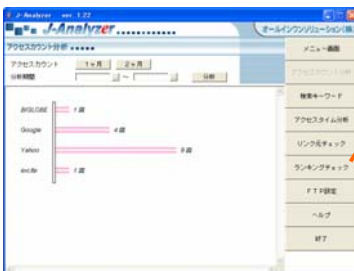 J-Analyzer ver. 1.22
J-Analyzer
オールインワンソリューション(株
アクセスカウント分析
メニュー画面
アクセスカウント 1ヶ月 2ヶ月
アクセスカウント分析
分析期間 ～ 分析
検索キーワード
BIGLOBE 1 回
アクセスタイム分析
Google 4 回
リンク元チェック
Yahoo 8 回
ランキングチェック
excite 1 回
FTP設定
ヘルプ
終了